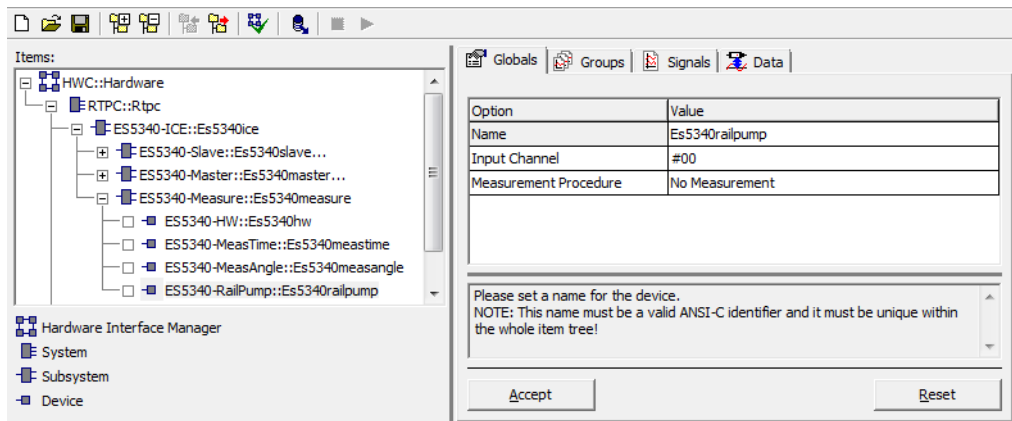 Items:
HWC::Hardware
RTPC::Rtpc
ES5340-ICE::Es5340ice
ES5340-Slave::Es5340slave...
ES5340-Master::Es5340master...
ES5340-Measure::Es5340measure
ES5340-HW::Es5340hw
ES5340-MeasTime::Es5340meastime
ES5340-MeasAngle::Es5340measangle
ES5340-RailPump::Es5340railpump
Hardware Interface Manager
System
Subsystem
Device
Globals Groups Signals Data
Option Value
Name Es5340railpump
Input Channel #00
Measurement Procedure No Measurement
Please set a name for the device.
NOTE: This name must be a valid ANSI-C identifier and it must be unique within
the whole item tree!
Accept Reset